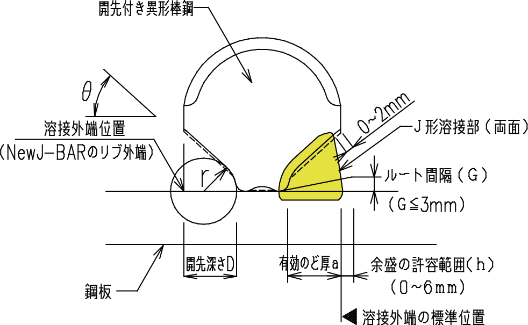 開先付き異形棒鋼
θ
溶接外端位置
(NewJ-BARのリブ外端)
0~2mm
J形溶接部(両面)
r
ルート間隔(G)
(G≦3mm)
開先深さD
有効のど厚a
余盛の許容範囲(h)
(0~6mm)
鋼板
◀溶接外端の標準位置